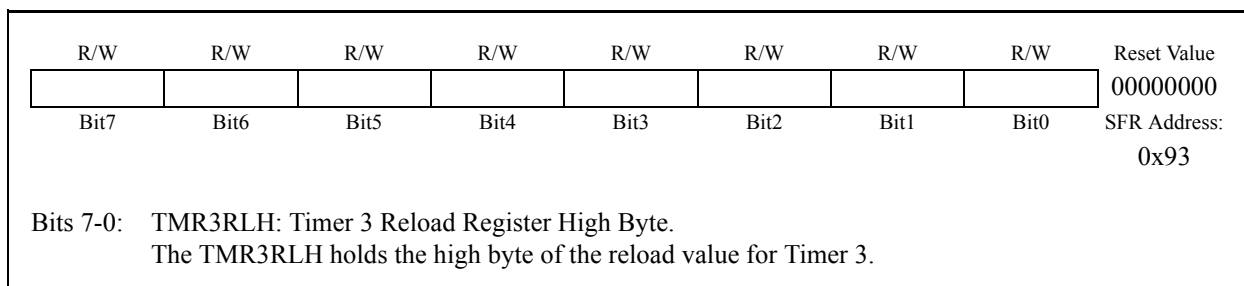 R/W R/W R/W R/W R/W R/W R/W R/W Reset Value
00000000
Bit7 Bit6 Bit5 Bit4 Bit3 Bit2 Bit1 Bit0 SFR Address:
0x93
Bits 7-0: TMR3RLH: Timer 3 Reload Register High Byte.
The TMR3RLH holds the high byte of the reload value for Timer 3.